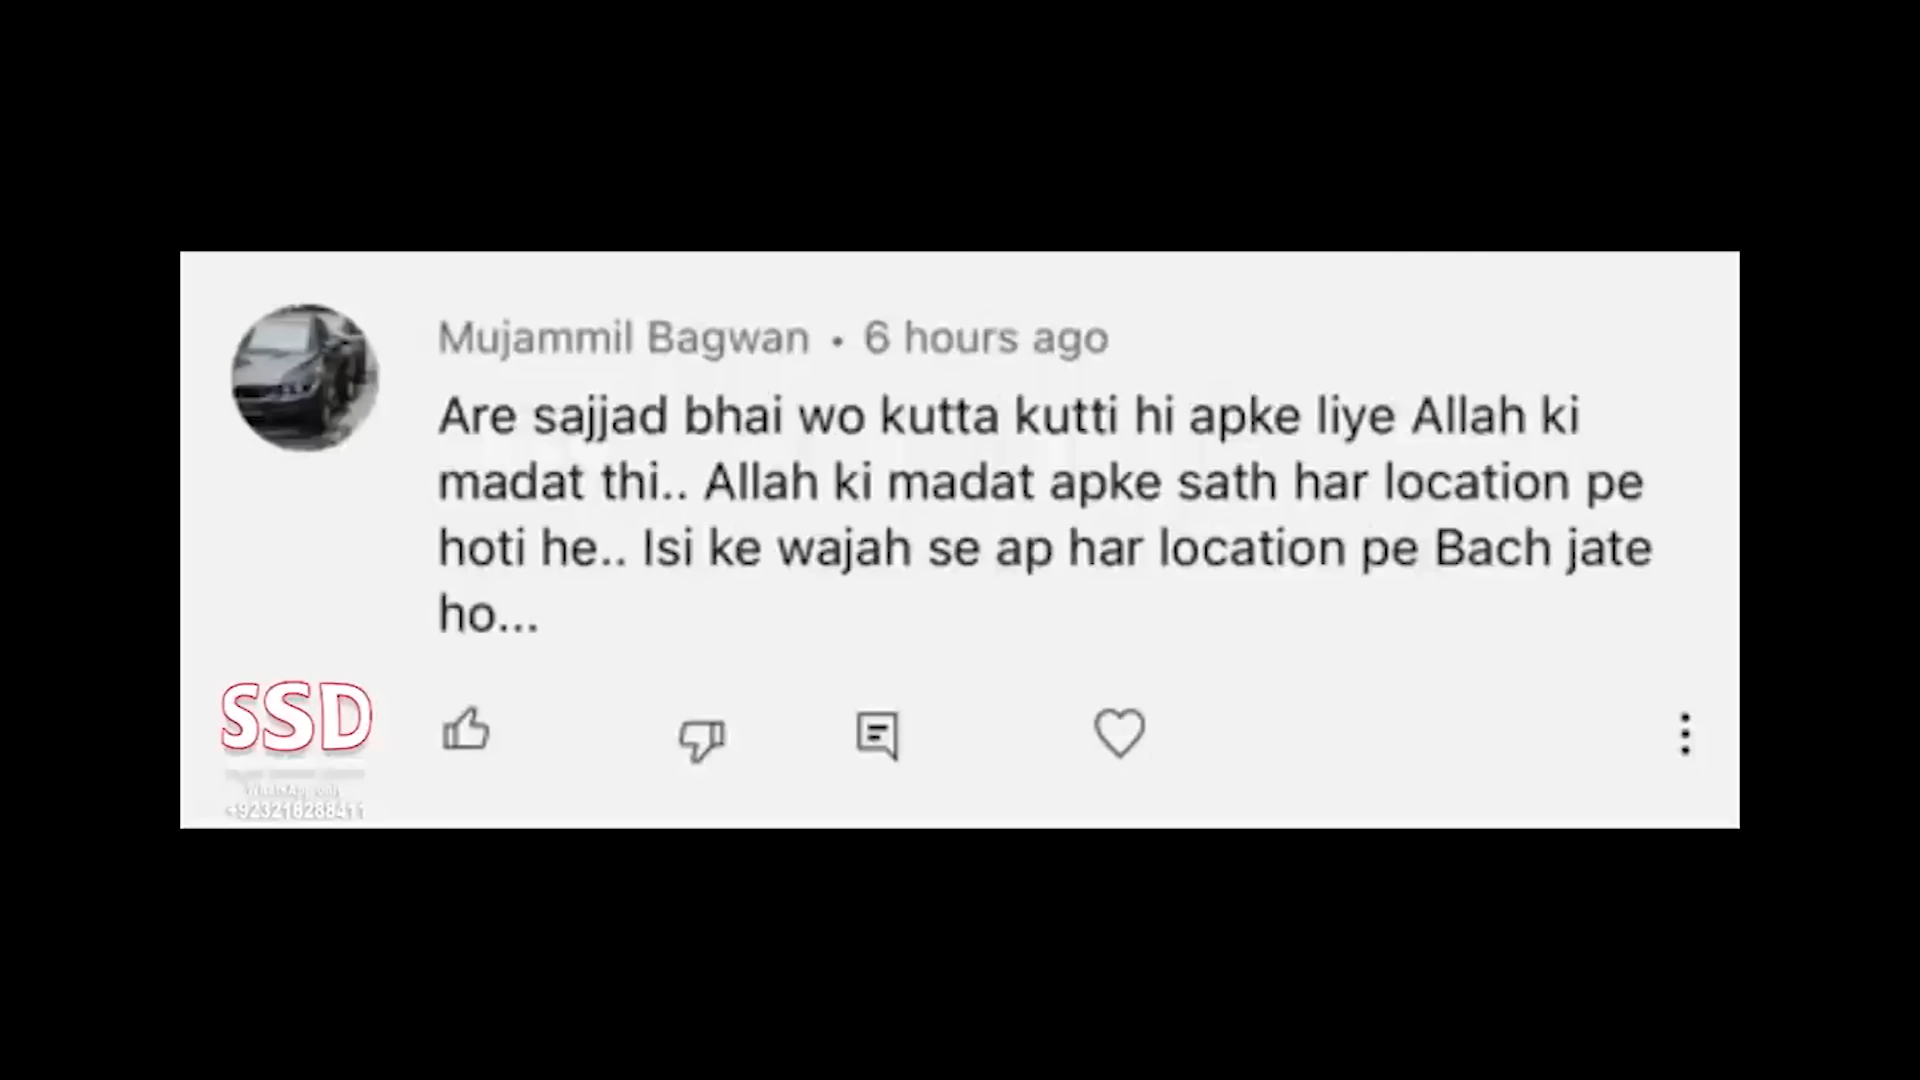 Mujammil Bagwan • 6 hours ago
Are sajjad bhai wo kutta kutti hi apke liye Allah ki
madat thi.. Allah ki madat apke sath har location pe
hoti he.. Isi ke wajah se ap har location pe Bach jate
ho...
SSD
WhatsApp only
+923218288411